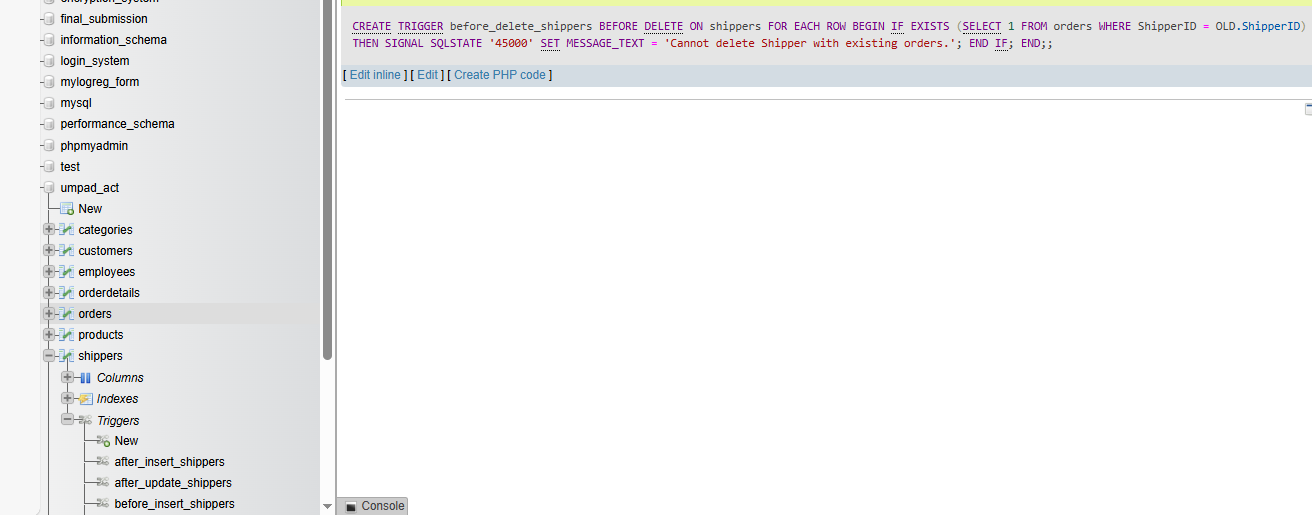 final_submission
information_schema
login_system
mylogreg_form
mysql
performance_schema
phpmyadmin
test
umpad_act
New
categories
customers
employees
orderdetails
orders
products
shippers
Columns
Indexes
Triggers
New
after_insert_shippers
after_update_shippers
before_insert_shippers
CREATE TRIGGER before_delete_shippers BEFORE DELETE ON shippers FOR EACH ROW BEGIN IF EXISTS (SELECT 1 FROM orders WHERE ShipperID = OLD.ShipperID)
THEN SIGNAL SQLSTATE '45000' SET MESSAGE_TEXT = 'Cannot delete Shipper with existing orders.'; END IF; END;;
[ Edit inline ] [ Edit ] [ Create PHP code ]
Console